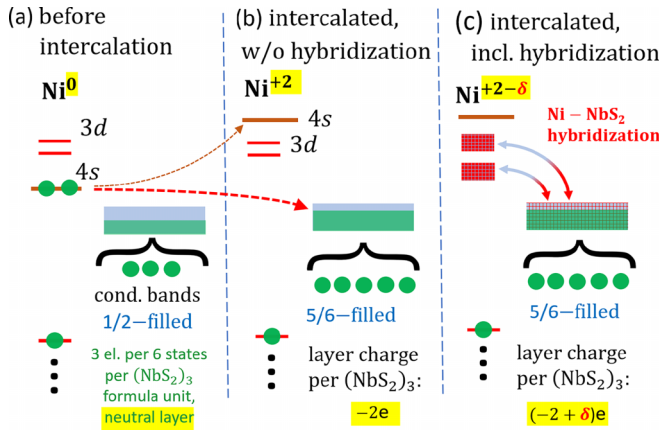 (a) before
intercalation
Ni⁰
3d
4s
cond. bands
1/2−filled
3 el. per 6 states
per (NbS₂)₃
formula unit,
neutral layer
(b) intercalated,
w/o hybridization
Ni⁺²
4s
3d
5/6−filled
layer charge
per (NbS₂)₃:
−2e
(c) intercalated,
incl. hybridization
Ni⁺²⁻ᵟ
Ni − NbS₂
hybridization
5/6−filled
layer charge
per (NbS₂)₃:
(−2 + δ)e